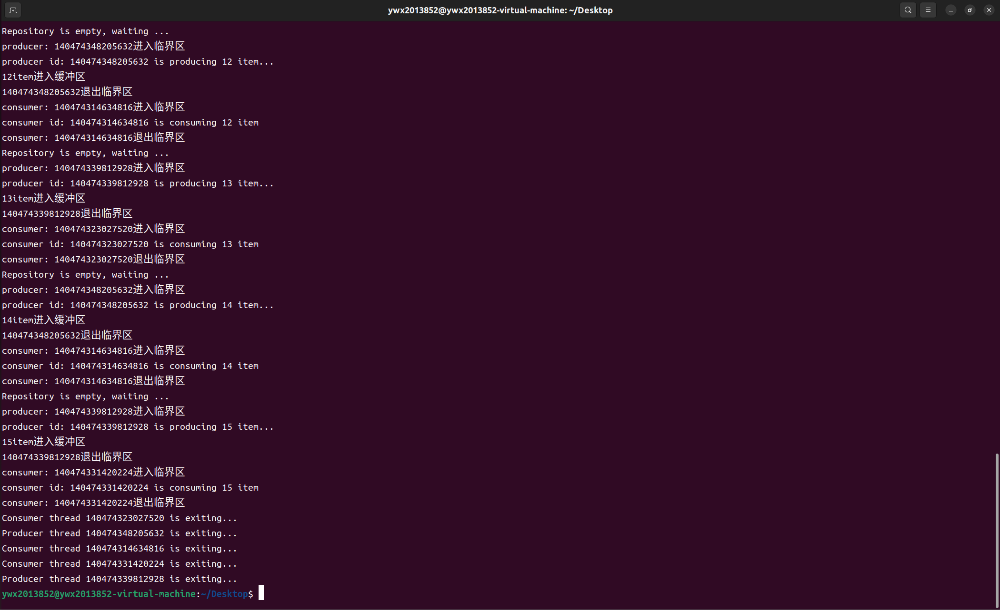 ywx2013852@ywx2013852-virtual-machine: ~/Desktop
Repository is empty, waiting ...
producer: 140474348205632进入临界区
producer id: 140474348205632 is producing 12 item...
12item进入缓冲区
140474348205632退出临界区
consumer: 140474314634816进入临界区
consumer id: 140474314634816 is consuming 12 item
consumer: 140474314634816退出临界区
Repository is empty, waiting ...
producer: 140474339812928进入临界区
producer id: 140474339812928 is producing 13 item...
13item进入缓冲区
140474339812928退出临界区
consumer: 140474323027520进入临界区
consumer id: 140474323027520 is consuming 13 item
consumer: 140474323027520退出临界区
Repository is empty, waiting ...
producer: 140474348205632进入临界区
producer id: 140474348205632 is producing 14 item...
14item进入缓冲区
140474348205632退出临界区
consumer: 140474314634816进入临界区
consumer id: 140474314634816 is consuming 14 item
consumer: 140474314634816退出临界区
Repository is empty, waiting ...
producer: 140474339812928进入临界区
producer id: 140474339812928 is producing 15 item...
15item进入缓冲区
140474339812928退出临界区
consumer: 140474331420224进入临界区
consumer id: 140474331420224 is consuming 15 item
consumer: 140474331420224退出临界区
Consumer thread 140474323027520 is exiting...
Producer thread 140474348205632 is exiting...
Consumer thread 140474314634816 is exiting...
Consumer thread 140474331420224 is exiting...
Producer thread 140474339812928 is exiting...
ywx2013852@ywx2013852-virtual-machine:~/Desktop$